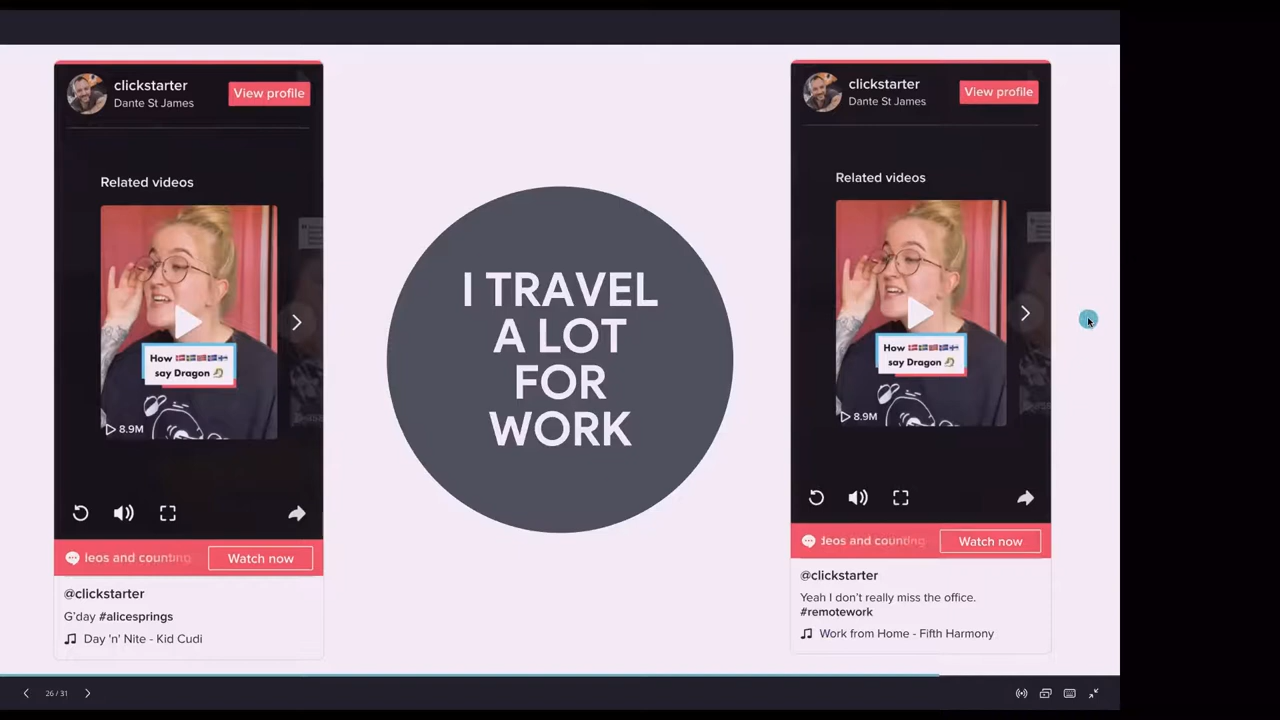 clickstarter
Dante St James
View profile
Related videos
How 🇩🇰🇸🇪🇳🇴🇮🇸🇫🇮
say Dragon 🐉
8.9M
leos and counting
Watch now
@clickstarter
G'day #alicesprings
Day 'n' Nite - Kid Cudi
I TRAVEL
A LOT
FOR
WORK
clickstarter
Dante St James
View profile
Related videos
How 🇩🇰🇸🇪🇳🇴🇮🇸🇫🇮
say Dragon 🐉
8.9M
deos and counting
Watch now
@clickstarter
Yeah I don't really miss the office.
#remotework
Work from Home - Fifth Harmony
26 / 31